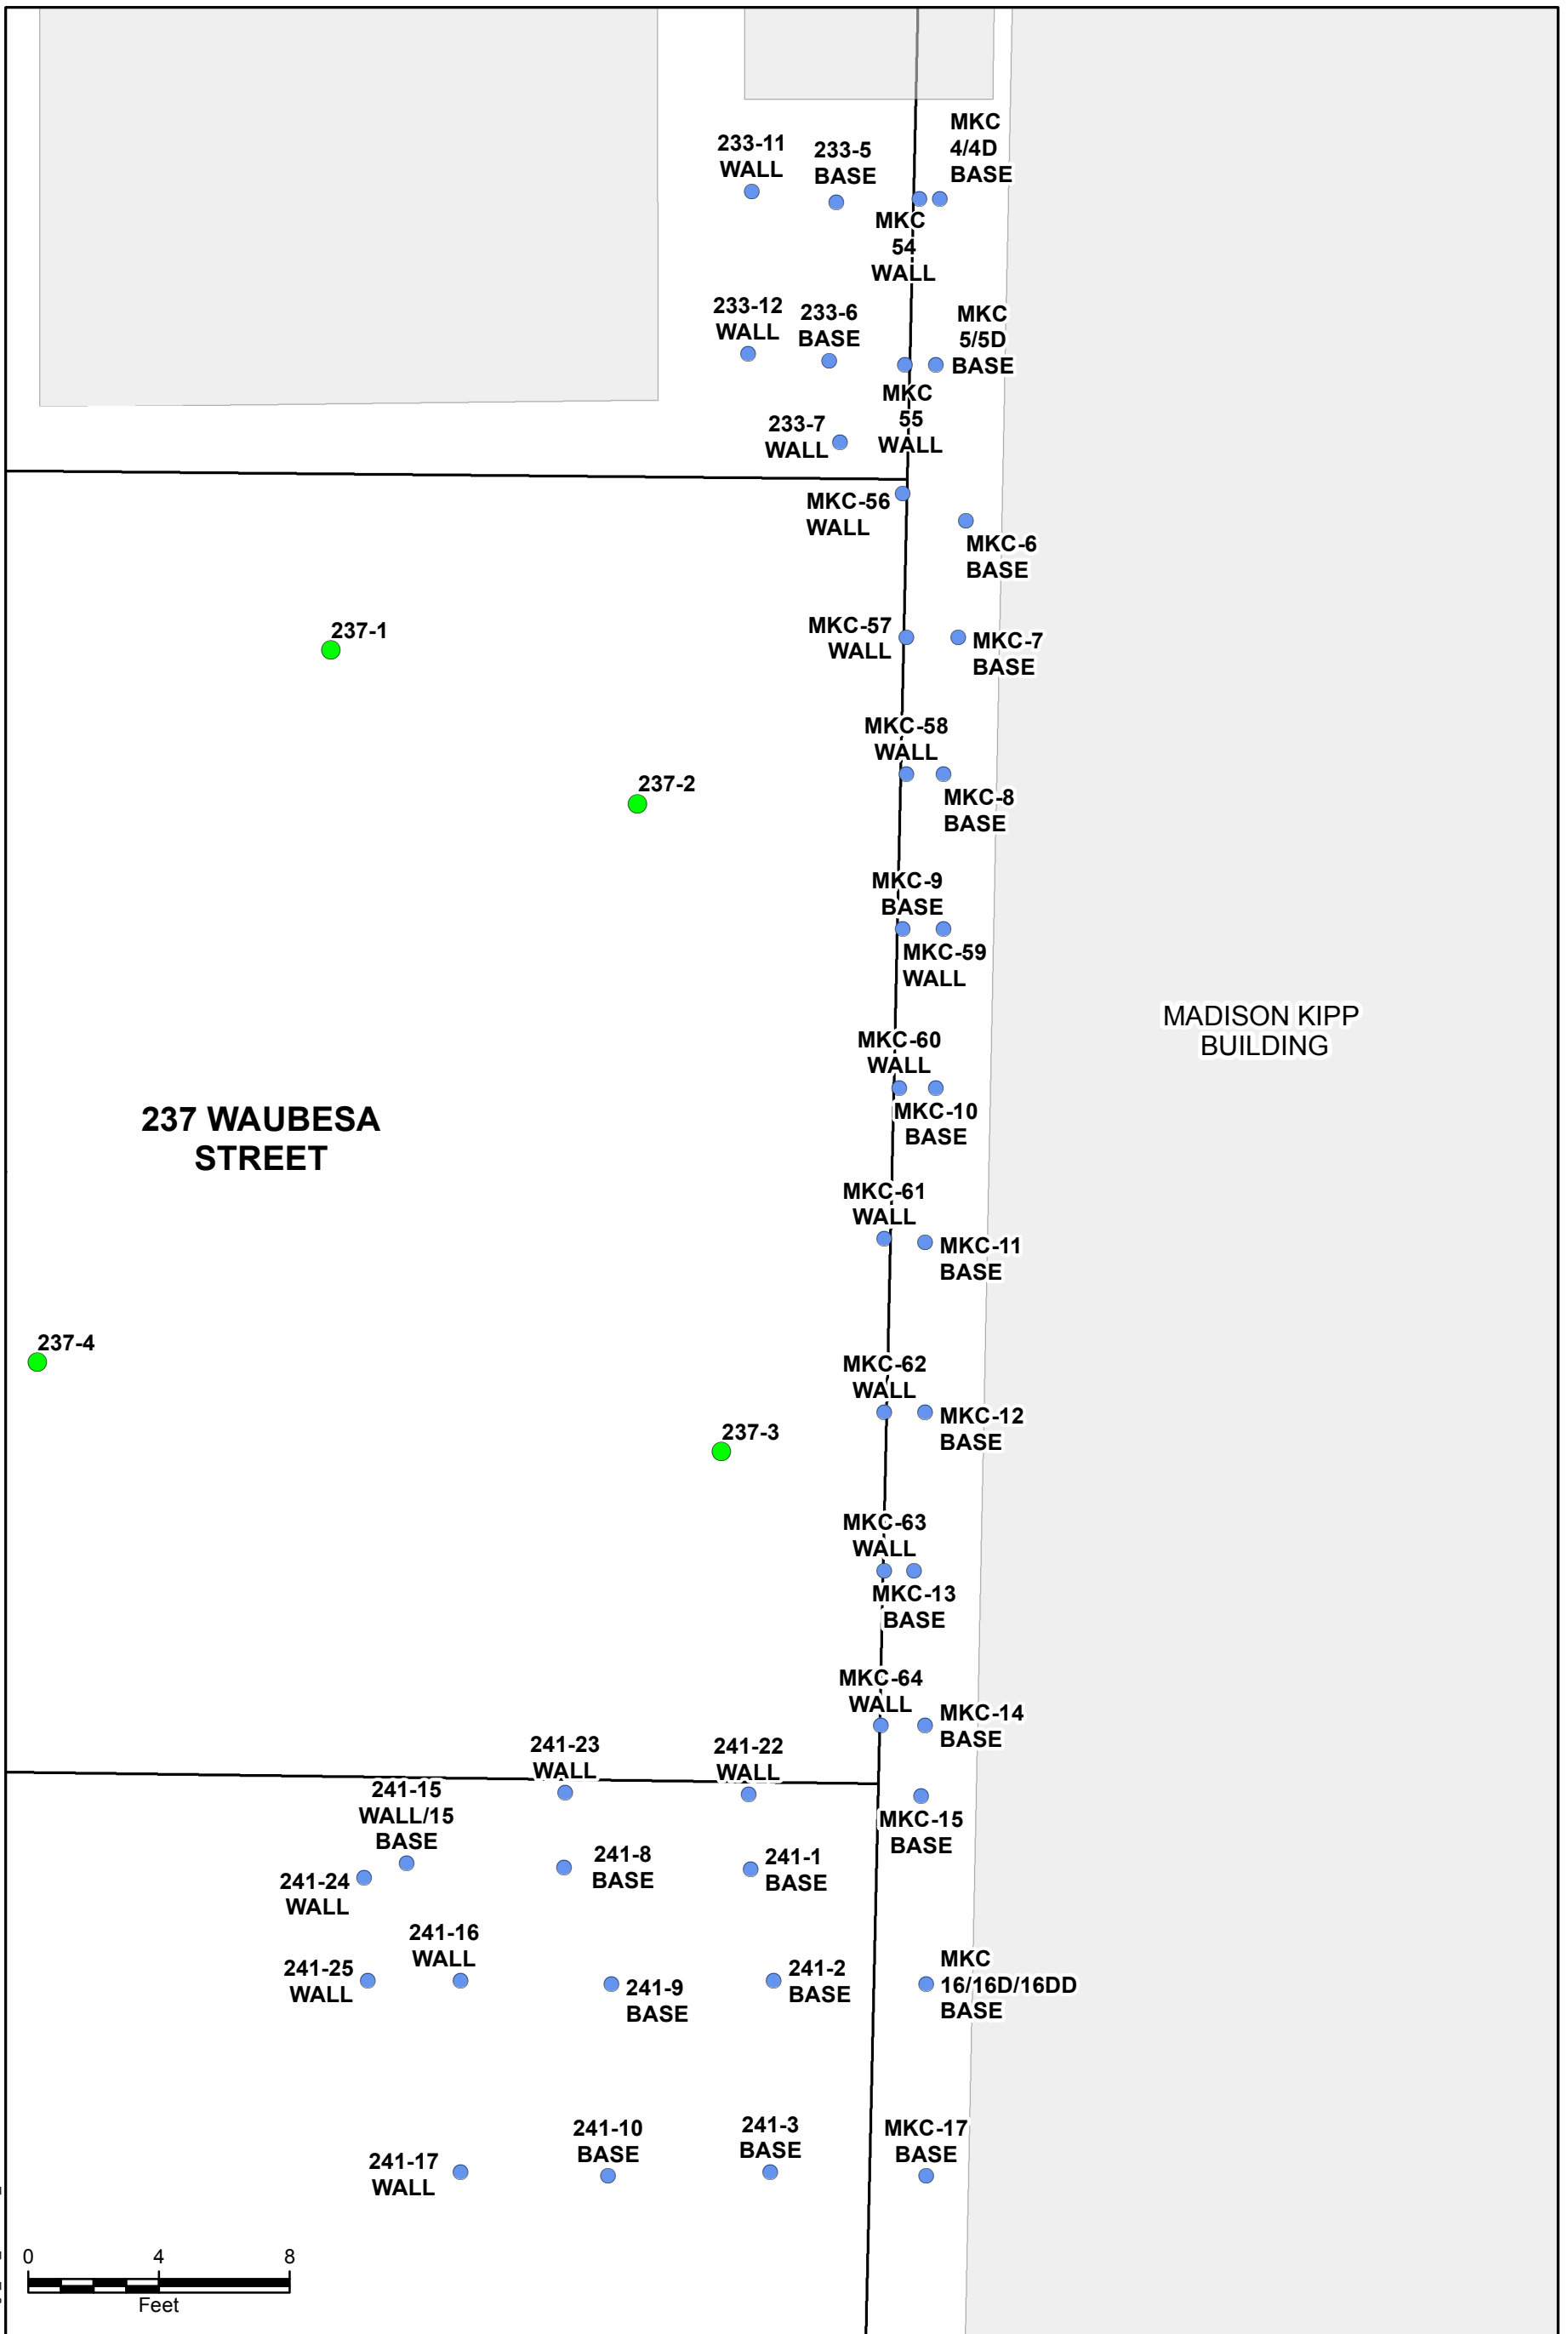 MKC
4/4D
BASE
233-11
WALL
233-5
BASE
MKC
54
WALL
233-12
WALL
233-6
BASE
MKC
5/5D
BASE
MKC
55
WALL
233-7
WALL
MKC-56
WALL
MKC-6
BASE
237-1
MKC-57
WALL
MKC-7
BASE
MKC-58
WALL
237-2
MKC-8
BASE
MKC-9
BASE
MKC-59
WALL
MADISON KIPP
BUILDING
MKC-60
WALL
MKC-10
BASE
237 WAUBESA
STREET
MKC-61
WALL
MKC-11
BASE
237-4
MKC-62
WALL
MKC-12
BASE
237-3
MKC-63
WALL
MKC-13
BASE
MKC-64
WALL
MKC-14
BASE
241-23
WALL
241-22
WALL
241-15
WALL/15
BASE
MKC-15
BASE
241-24
WALL
241-8
BASE
241-1
BASE
241-16
WALL
241-25
WALL
241-9
BASE
241-2
BASE
MKC
16/16D/16DD
BASE
241-17
WALL
241-10
BASE
241-3
BASE
MKC-17
BASE
0 4 8
Feet